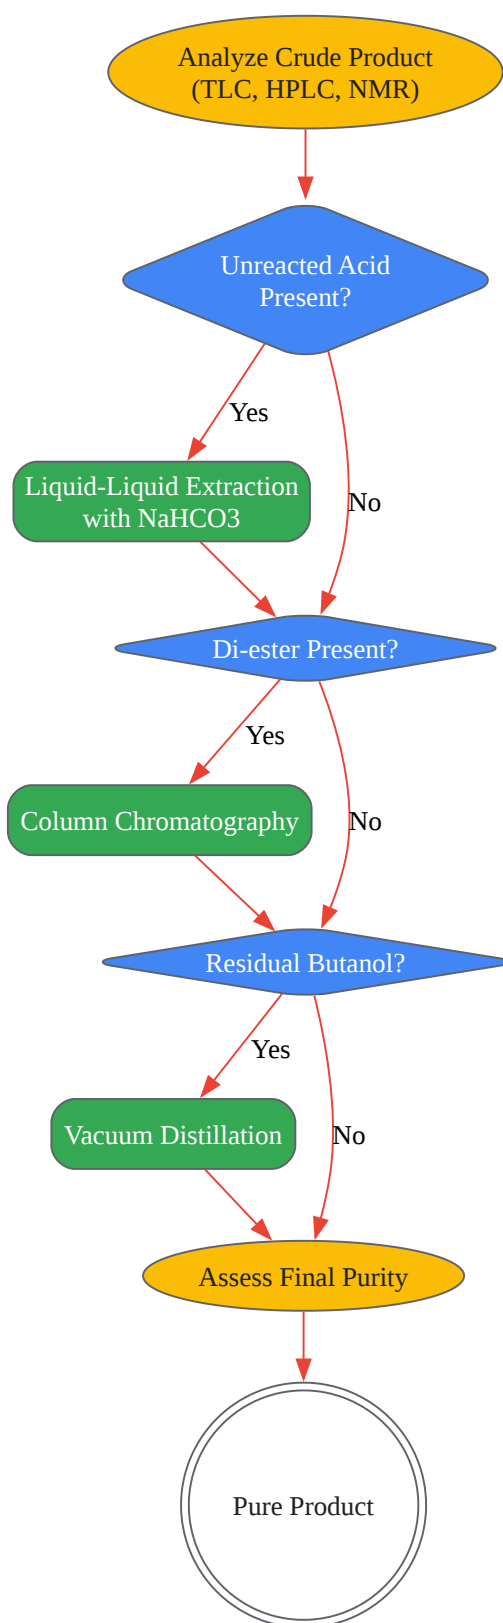 Analyze Crude Product
(TLC, HPLC, NMR)
Unreacted Acid
Present?
Yes
Liquid-Liquid Extraction
with NaHCO3
No
Di-ester Present?
Yes
Column Chromatography
No
Residual Butanol?
Yes
Vacuum Distillation
No
Assess Final Purity
Pure Product